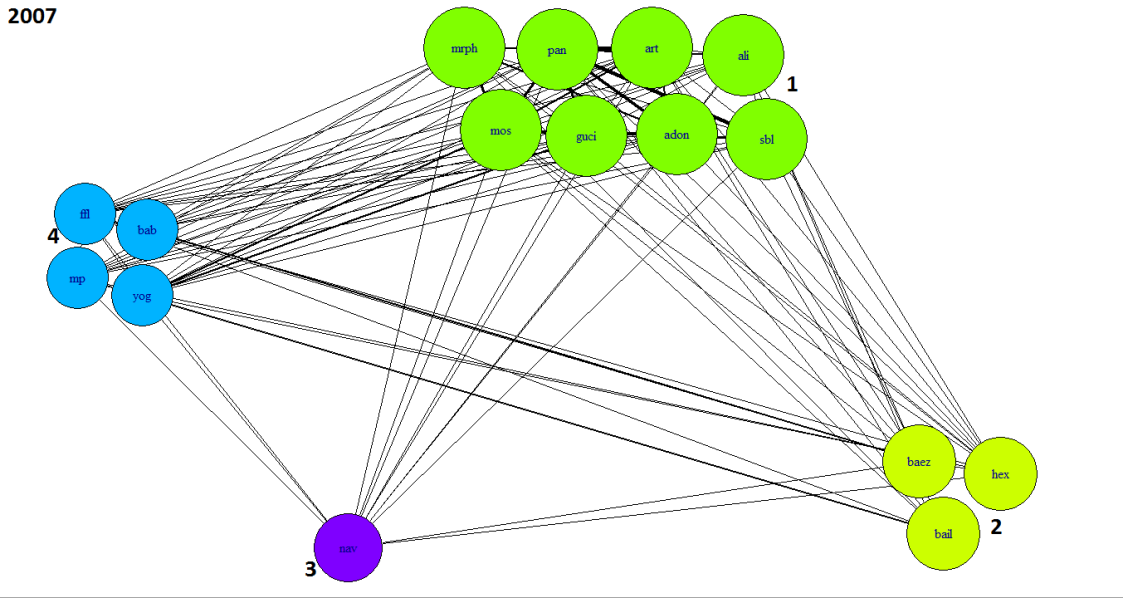 2007
mrph pan art ali
1
mos guci adon sbl
ffl bab
4
mp yog
baez hex
2
bail
nav
3